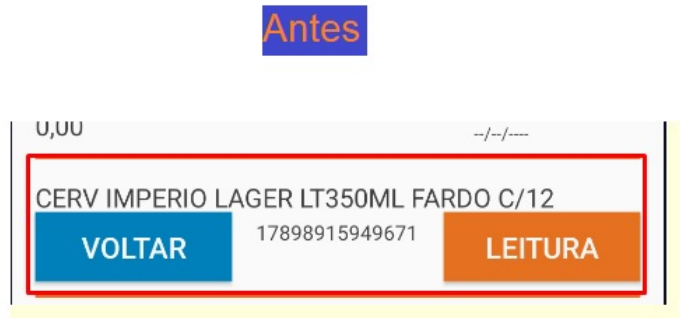 Antes
0,00
--/--/----
CERV IMPERIO LAGER LT350ML FARDO C/12
VOLTAR 17898915949671 LEITURA